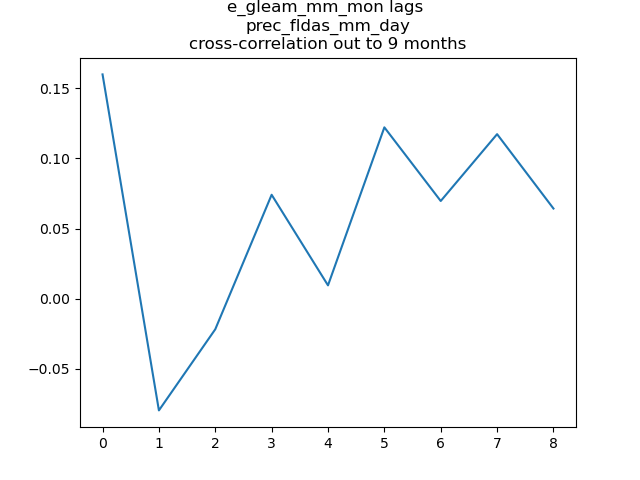 e_gleam_mm_mon lags
prec_fldas_mm_day
cross-correlation out to 9 months
0.15
0.10
0.05
0.00
−0.05
0 1 2 3 4 5 6 7 8